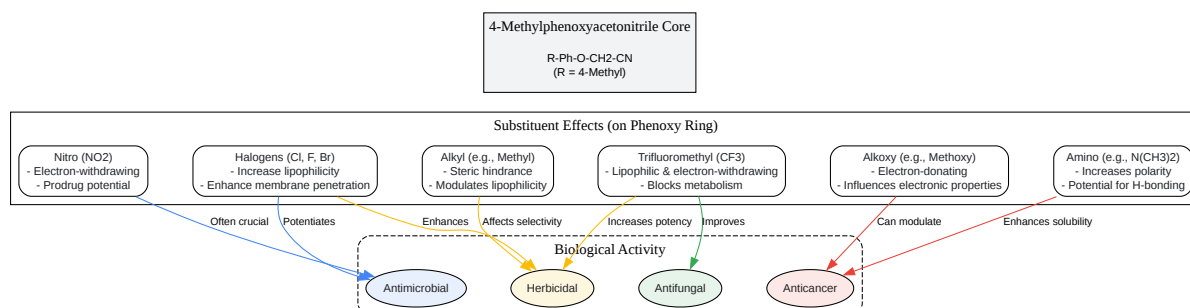 4-Methylphenoxyacetonitrile Core
R-Ph-O-CH2-CN
(R = 4-Methyl)
Substituent Effects (on Phenoxy Ring)
Nitro (NO2)
- Electron-withdrawing
- Prodrug potential
Halogens (Cl, F, Br)
- Increase lipophilicity
- Enhance membrane penetration
Alkyl (e.g., Methyl)
- Steric hindrance
- Modulates lipophilicity
Trifluoromethyl (CF3)
- Lipophilic & electron-withdrawing
- Blocks metabolism
Alkoxy (e.g., Methoxy)
- Electron-donating
- Influences electronic properties
Amino (e.g., N(CH3)2)
- Increases polarity
- Potential for H-bonding
Often crucial
Potentiates
Enhances
Affects selectivity
Increases potency
Improves
Can modulate
Enhances solubility
Biological Activity
Antimicrobial
Herbicidal
Antifungal
Anticancer